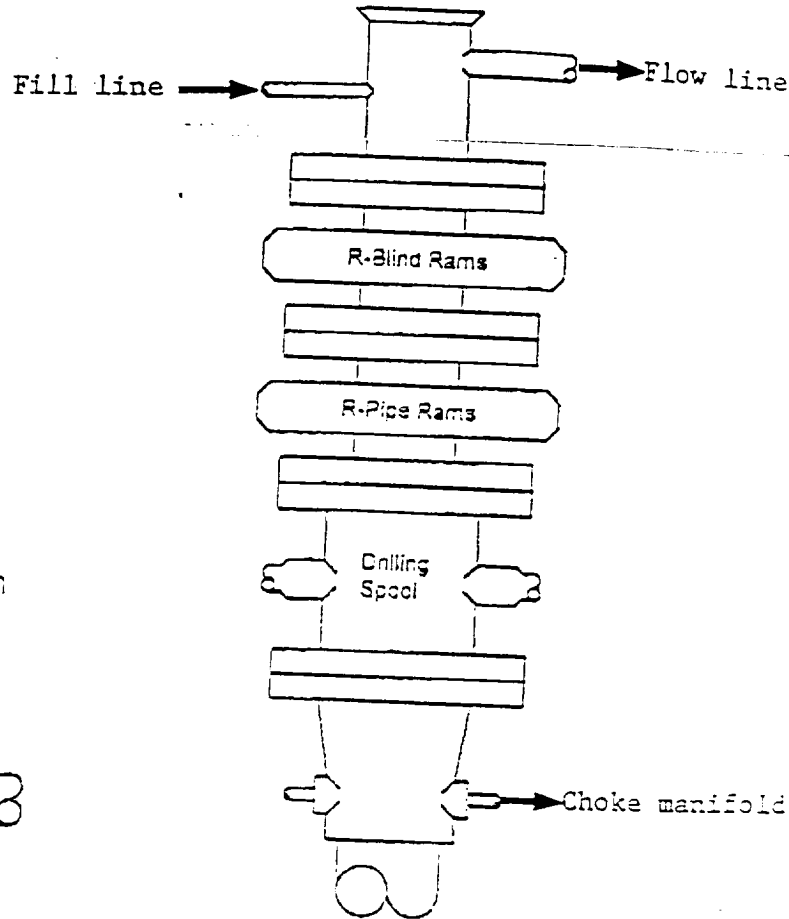 Fill line
Flow line
R-Blind Rams
R-Pipe Rams
Drilling
Spool
n
Choke manifold